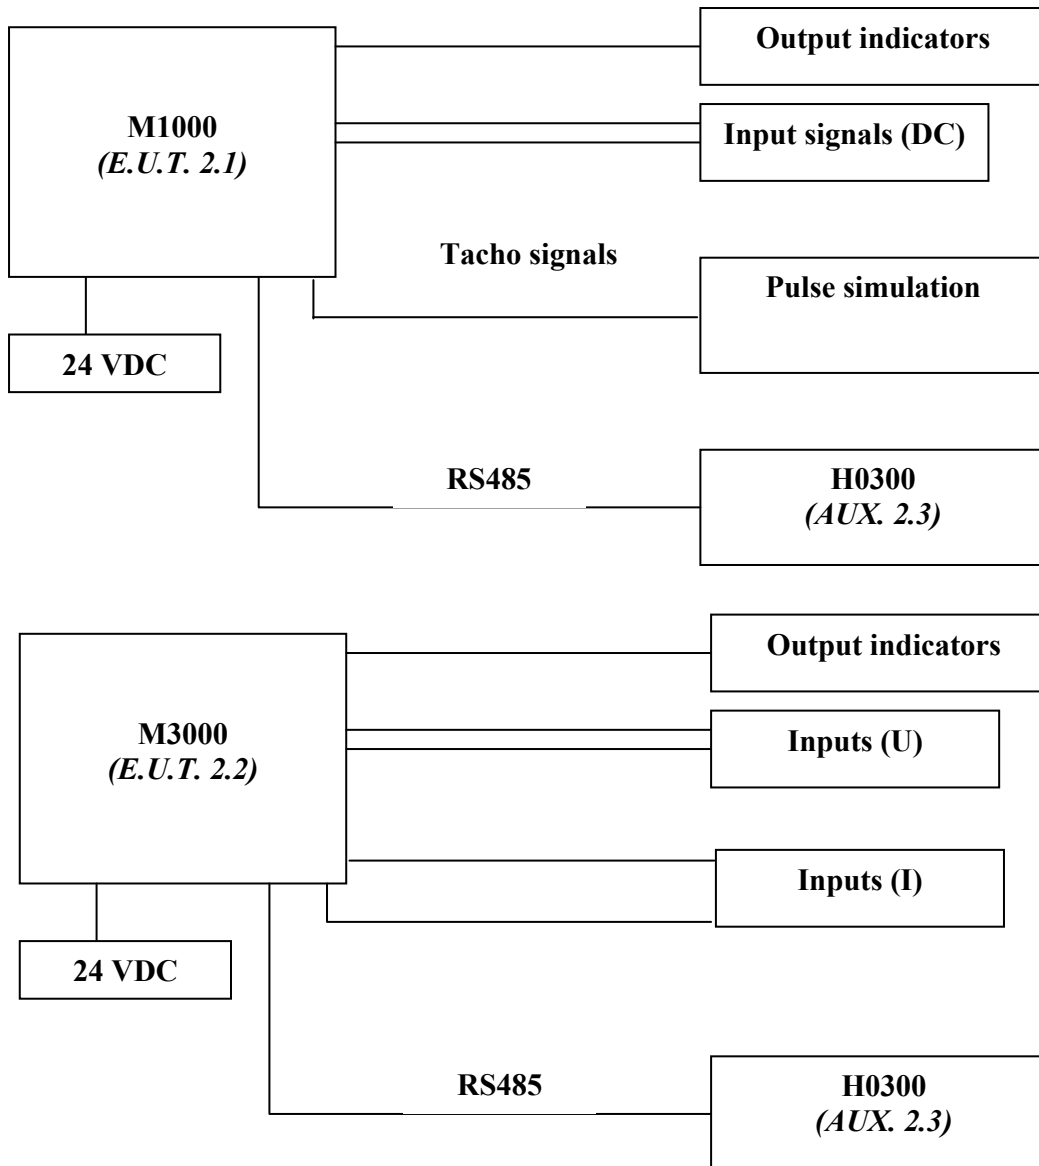 Output indicators
M1000
(E.U.T. 2.1)
Input signals (DC)
Tacho signals
Pulse simulation
24 VDC
RS485
H0300
(AUX. 2.3)
Output indicators
M3000
(E.U.T. 2.2)
Inputs (U)
Inputs (I)
24 VDC
RS485
H0300
(AUX. 2.3)